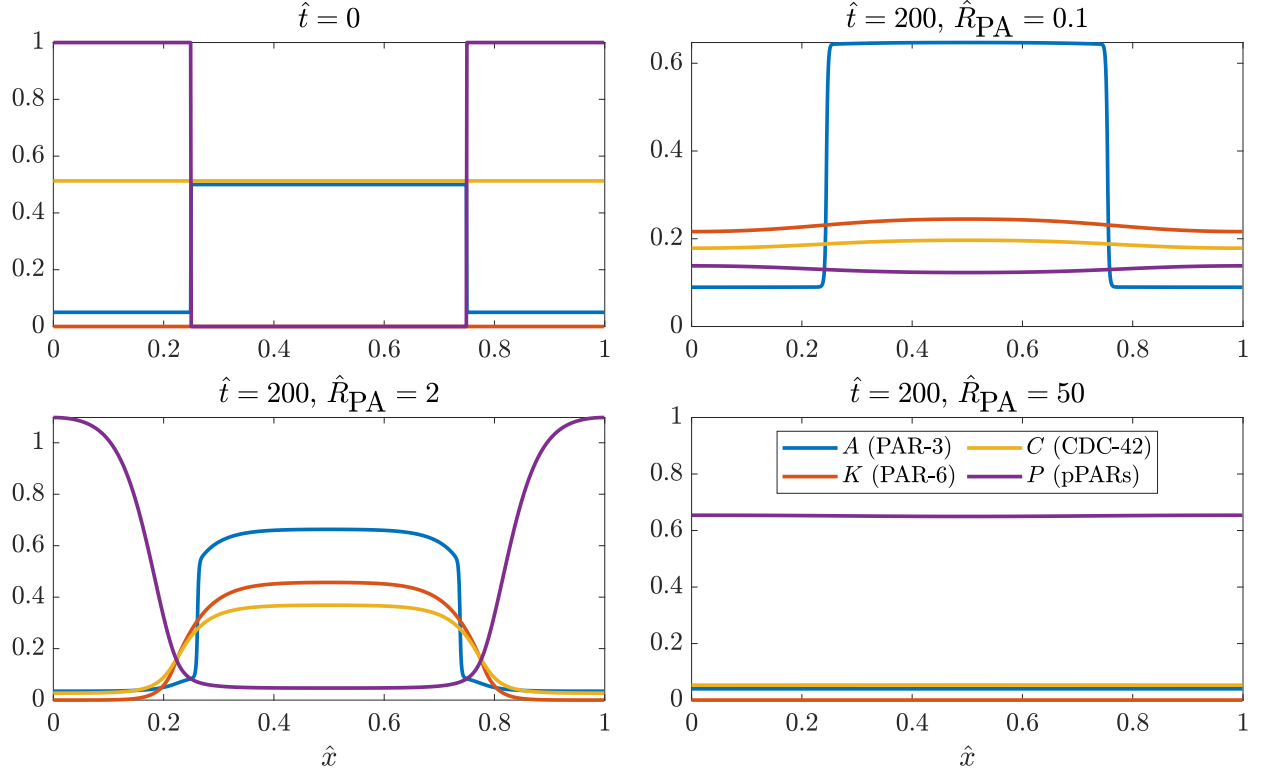 t̂ = 0
1
0.8
0.6
0.4
0.2
0
0 0.2 0.4 0.6 0.8 1
t̂ = 200, R̂PA = 0.1
0.6
0.4
0.2
0
0 0.2 0.4 0.6 0.8 1
t̂ = 200, R̂PA = 2
1
0.8
0.6
0.4
0.2
0
0 0.2 0.4 0.6 0.8 1
x̂
t̂ = 200, R̂PA = 50
1
0.8
0.6
0.4
0.2
0
A (PAR-3) C (CDC-42)
K (PAR-6) P (pPARs)
0 0.2 0.4 0.6 0.8 1
x̂